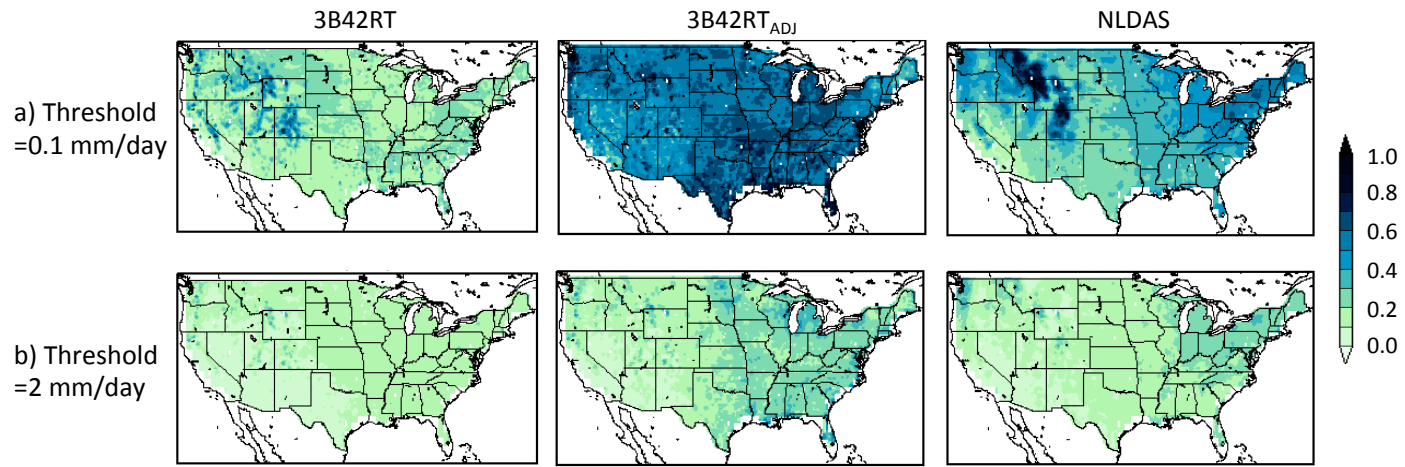 3B42RT
3B42RT_ADJ
NLDAS
a) Threshold
=0.1 mm/day
b) Threshold
=2 mm/day
1.0
0.8
0.6
0.4
0.2
0.0